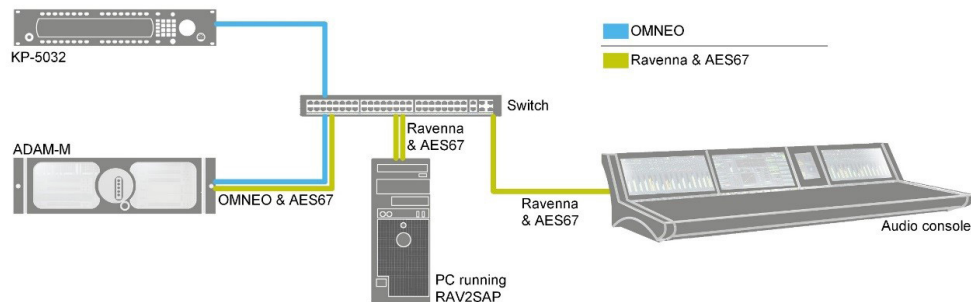 OMNEO
Ravenna & AES67
KP-5032
Switch
Ravenna
& AES67
ADAM-M
OMNEO & AES67
Ravenna
& AES67
Audio console
PC running
RAV2SAP